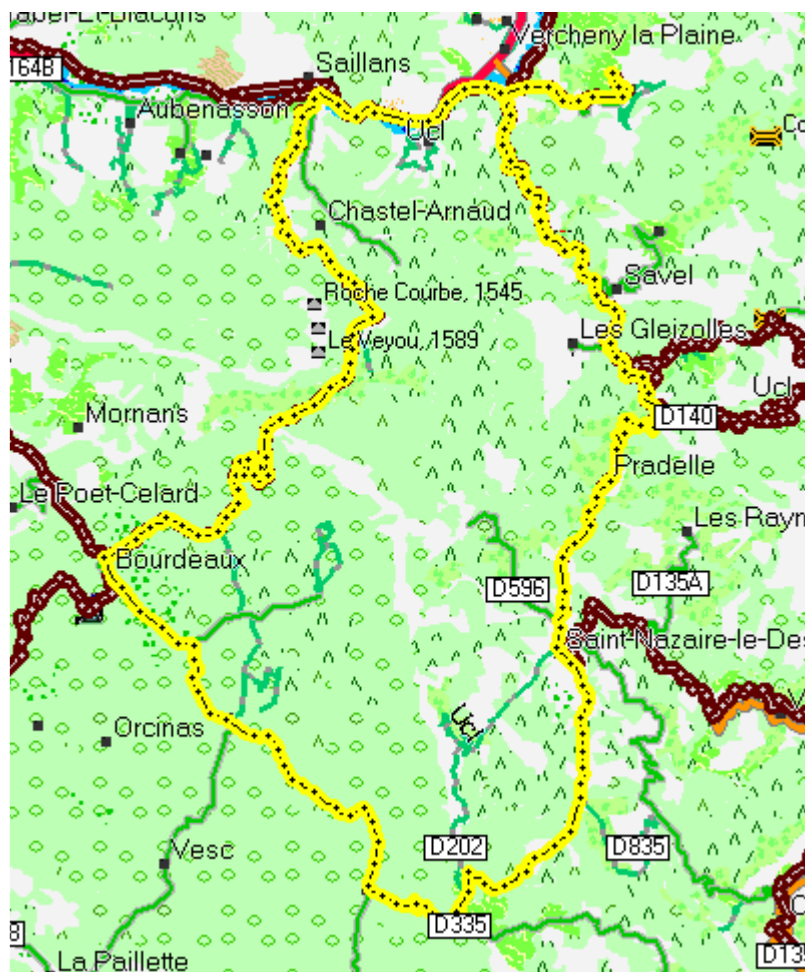 Vercheny la Plaine
Saillans
164B
Aubenasson
Ucl
Chastel-Arnaud
Savel
Roche Courbe, 1545
Les Gleizolles
Le Veyou, 1589
Ucl
Mornans
D140
Pradelle
Le Poet-Celard
Les Rayn
Bourdeaux
D596
D135A
Saint-Nazaire-le-Des
Ucl
Orcinas
Vesc
D202
D835
D335
La Paillette